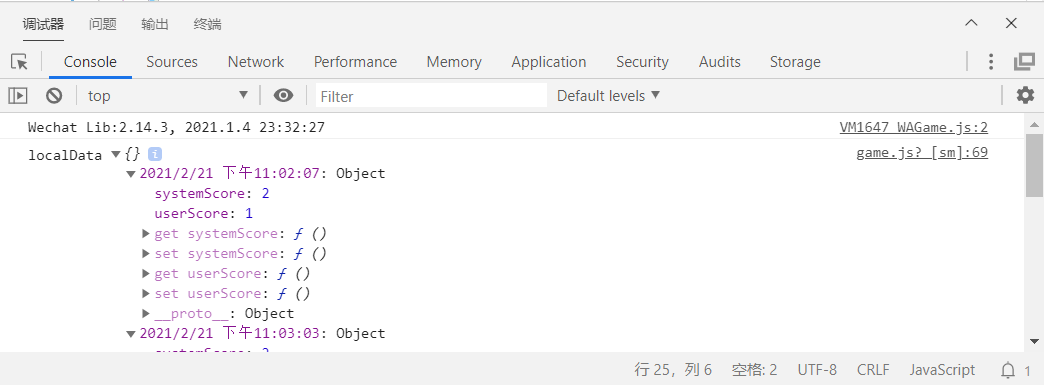 调试器 问题 输出 终端
Console Sources Network Performance Memory Application Security Audits Storage
top Filter Default levels
Wechat Lib:2.14.3, 2021.1.4 23:32:27 VM1647 WAGame.js:2
localData {} i game.js? [sm]:69
2021/2/21 下午11:02:07: Object
systemScore: 2
userScore: 1
get systemScore: ƒ ()
set systemScore: ƒ ()
get userScore: ƒ ()
set userScore: ƒ ()
__proto__: Object
2021/2/21 下午11:03:03: Object
行 25，列 6 空格: 2 UTF-8 CRLF JavaScript 1